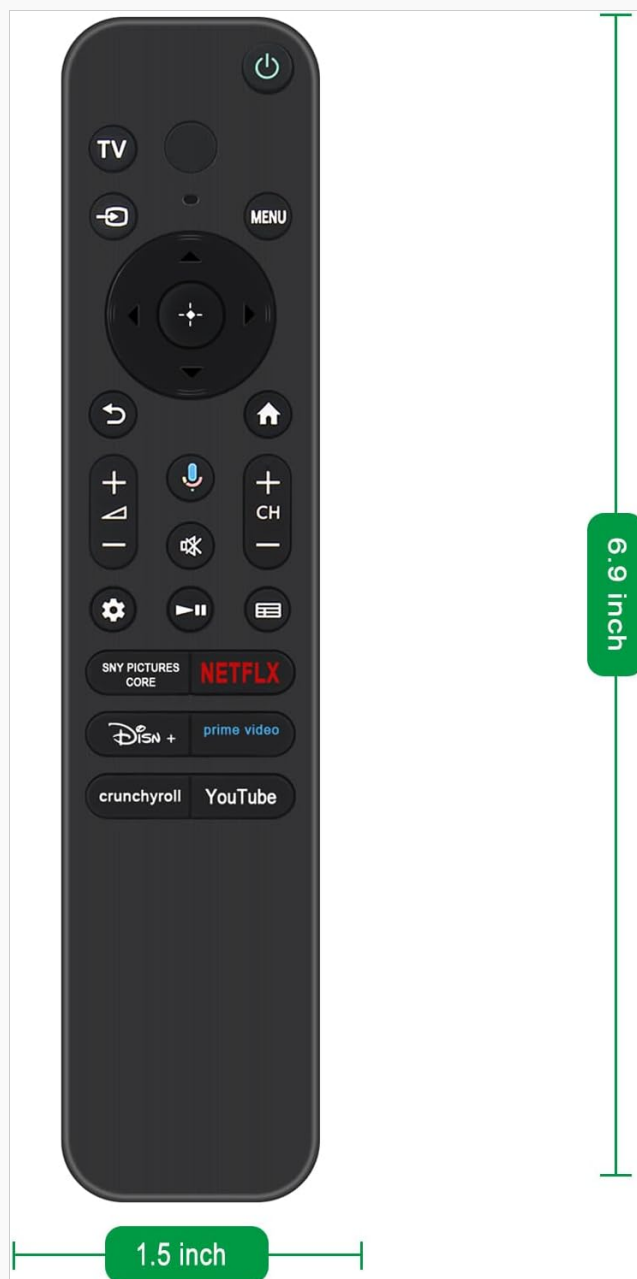 TV
MENU
CH
6.9 inch
SNY PICTURES
CORE
NETFLX
DISN +
prime video
crunchyroll
YouTube
1.5 inch